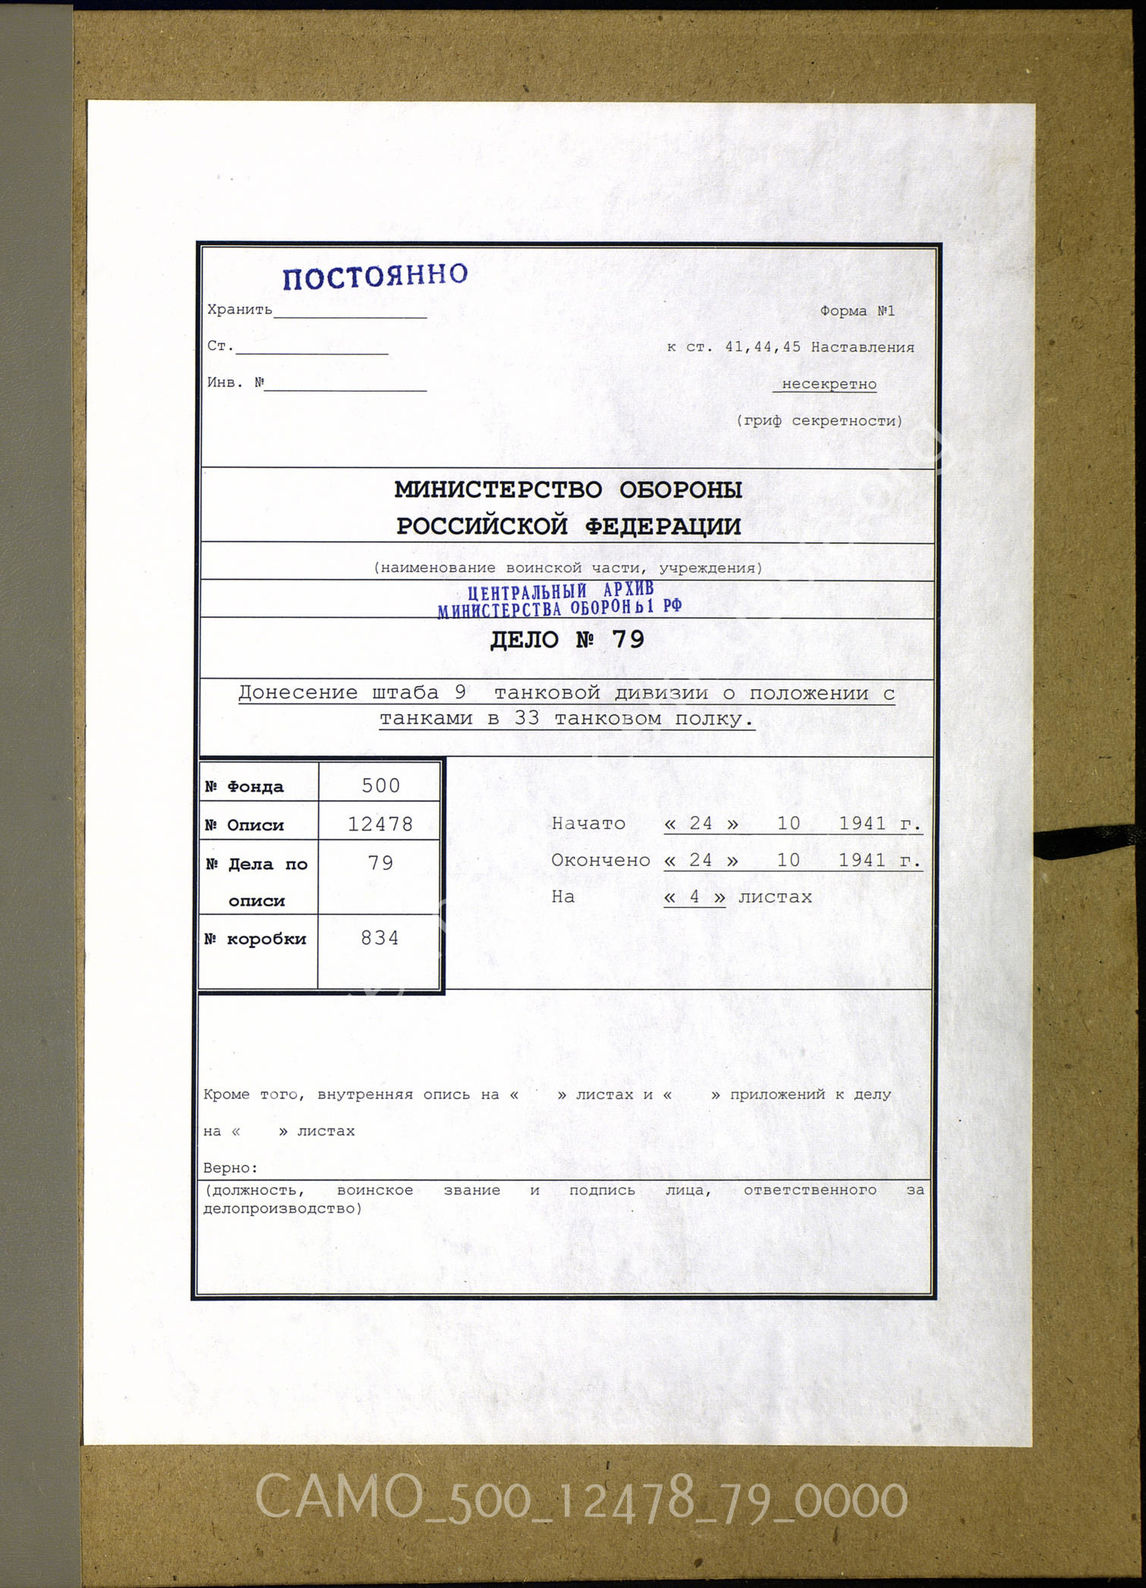 ПОСТОЯННО
Хранить
Форма №1
Ст.
к ст. 41,44,45 Наставления
Инв. №
несекретно
(гриф секретности)
МИНИСТЕРСТВО ОБОРОНЫ
РОССИЙСКОЙ ФЕДЕРАЦИИ
(наименование воинской части, учреждения)
ЦЕНТРАЛЬНЫЙ АРХИВ
МИНИСТЕРСТВА ОБОРОНЫ РФ
ДЕЛО № 79
Донесение штаба 9 танковой дивизии о положении с
танками в 33 танковом полку.
№ Фонда 500
№ Описи 12478
№ Дела по 79
описи
№ коробки 834
Начато « 24 » 10 1941 г.
Окончено « 24 » 10 1941 г.
На « 4 » листах
Кроме того, внутренняя опись на « » листах и « » приложений к делу
на « » листах
Верно:
(должность, воинское звание и подпись лица, ответственного за
делопроизводство)
CAMO_500_12478_79_0000